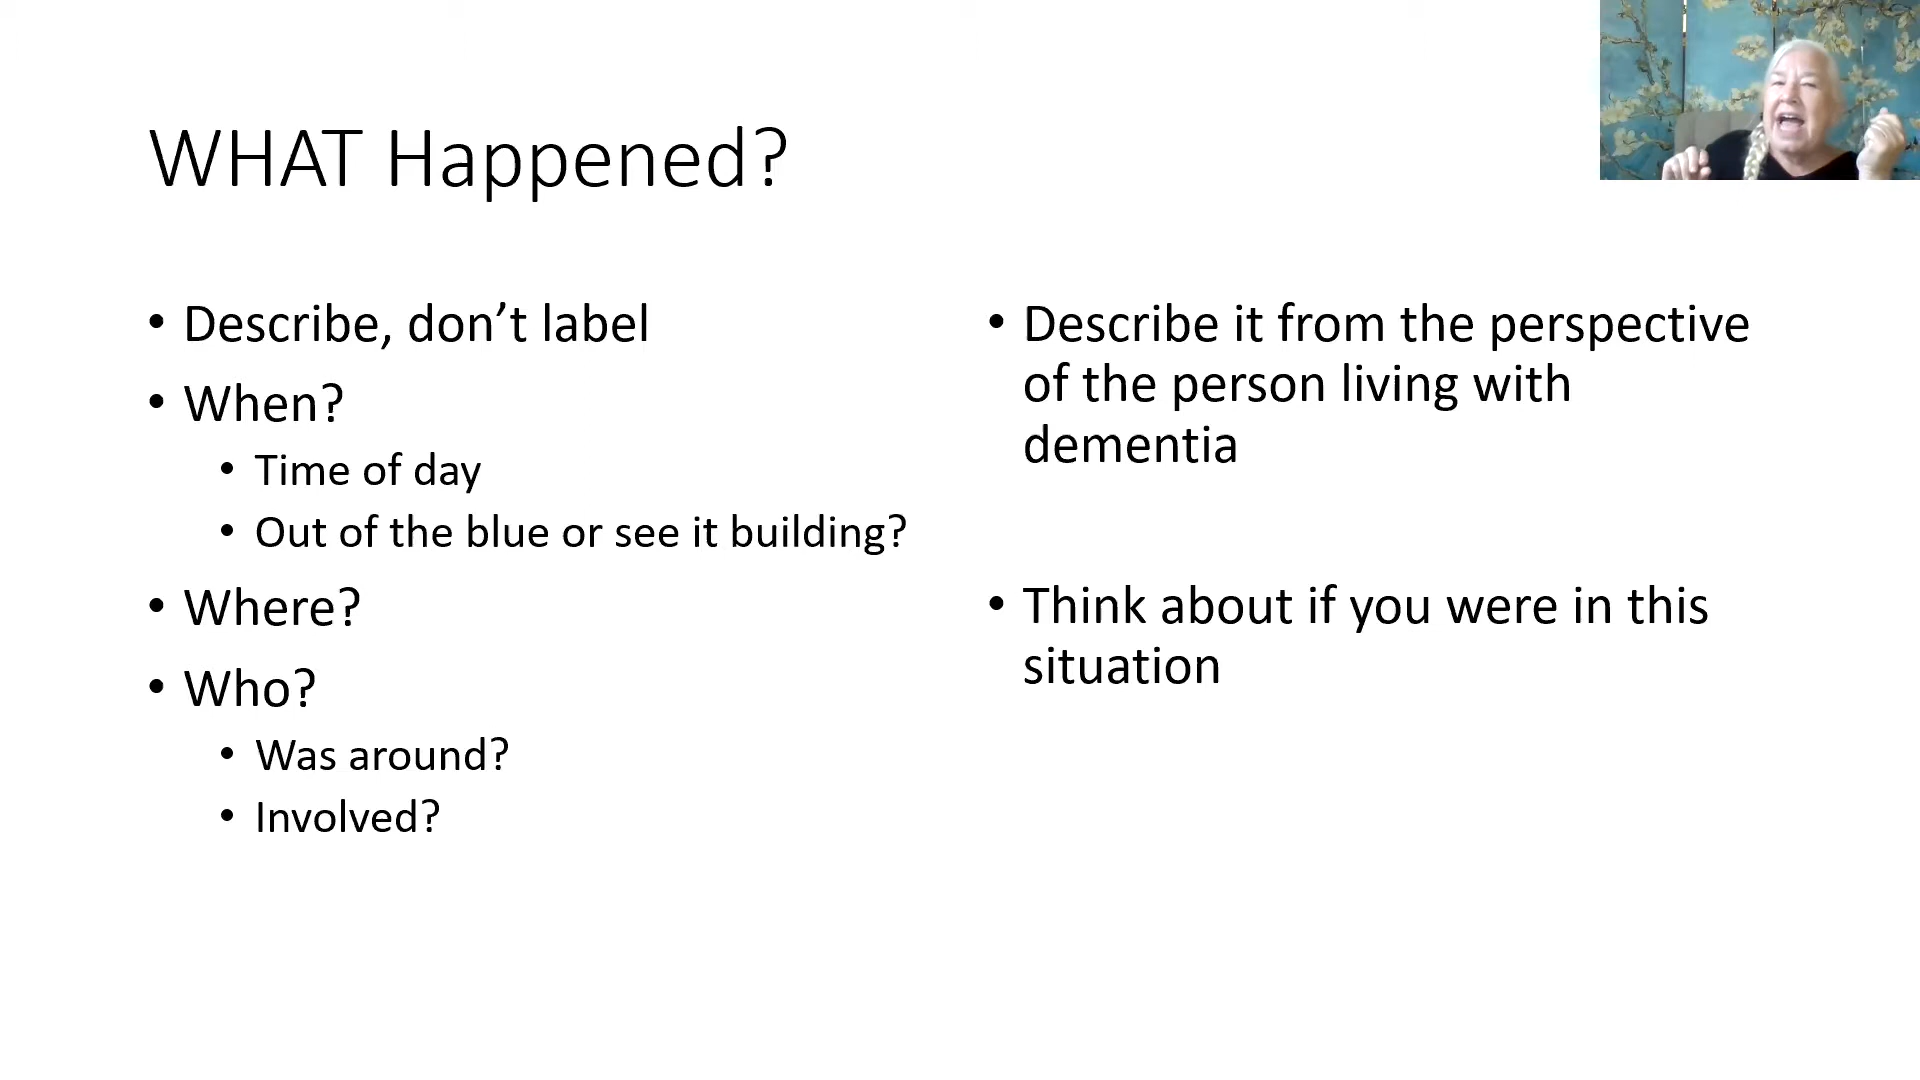 WHAT Happened?
• Describe, don’t label
• When?
• Time of day
• Out of the blue or see it building?
• Where?
• Who?
• Was around?
• Involved?
• Describe it from the perspective
of the person living with
dementia
• Think about if you were in this
situation